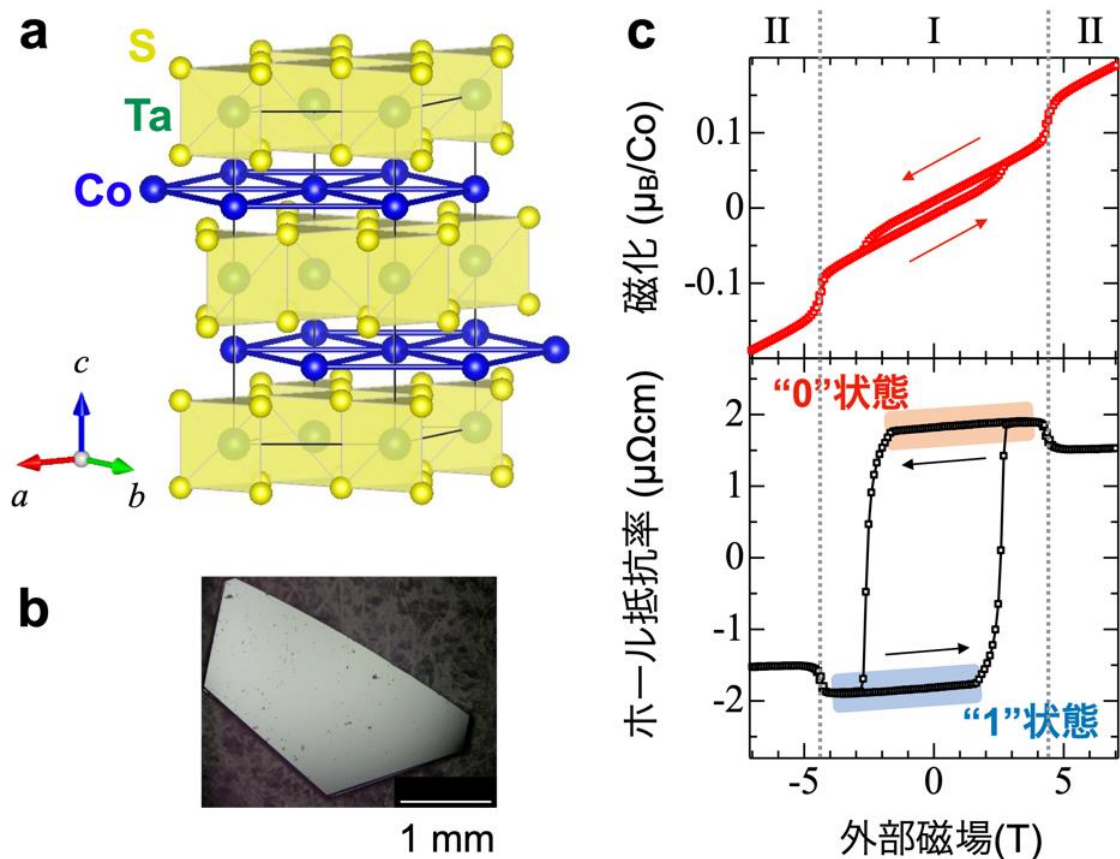 a
S
Ta
Co
c
a
b
b
1 mm
c
II
I
II
磁化 (μB/Co)
0.1
0
-0.1
ホール抵抗率 (μΩcm)
2
1
0
-1
-2
“0”状態
“1”状態
-5
0
5
外部磁場(T)